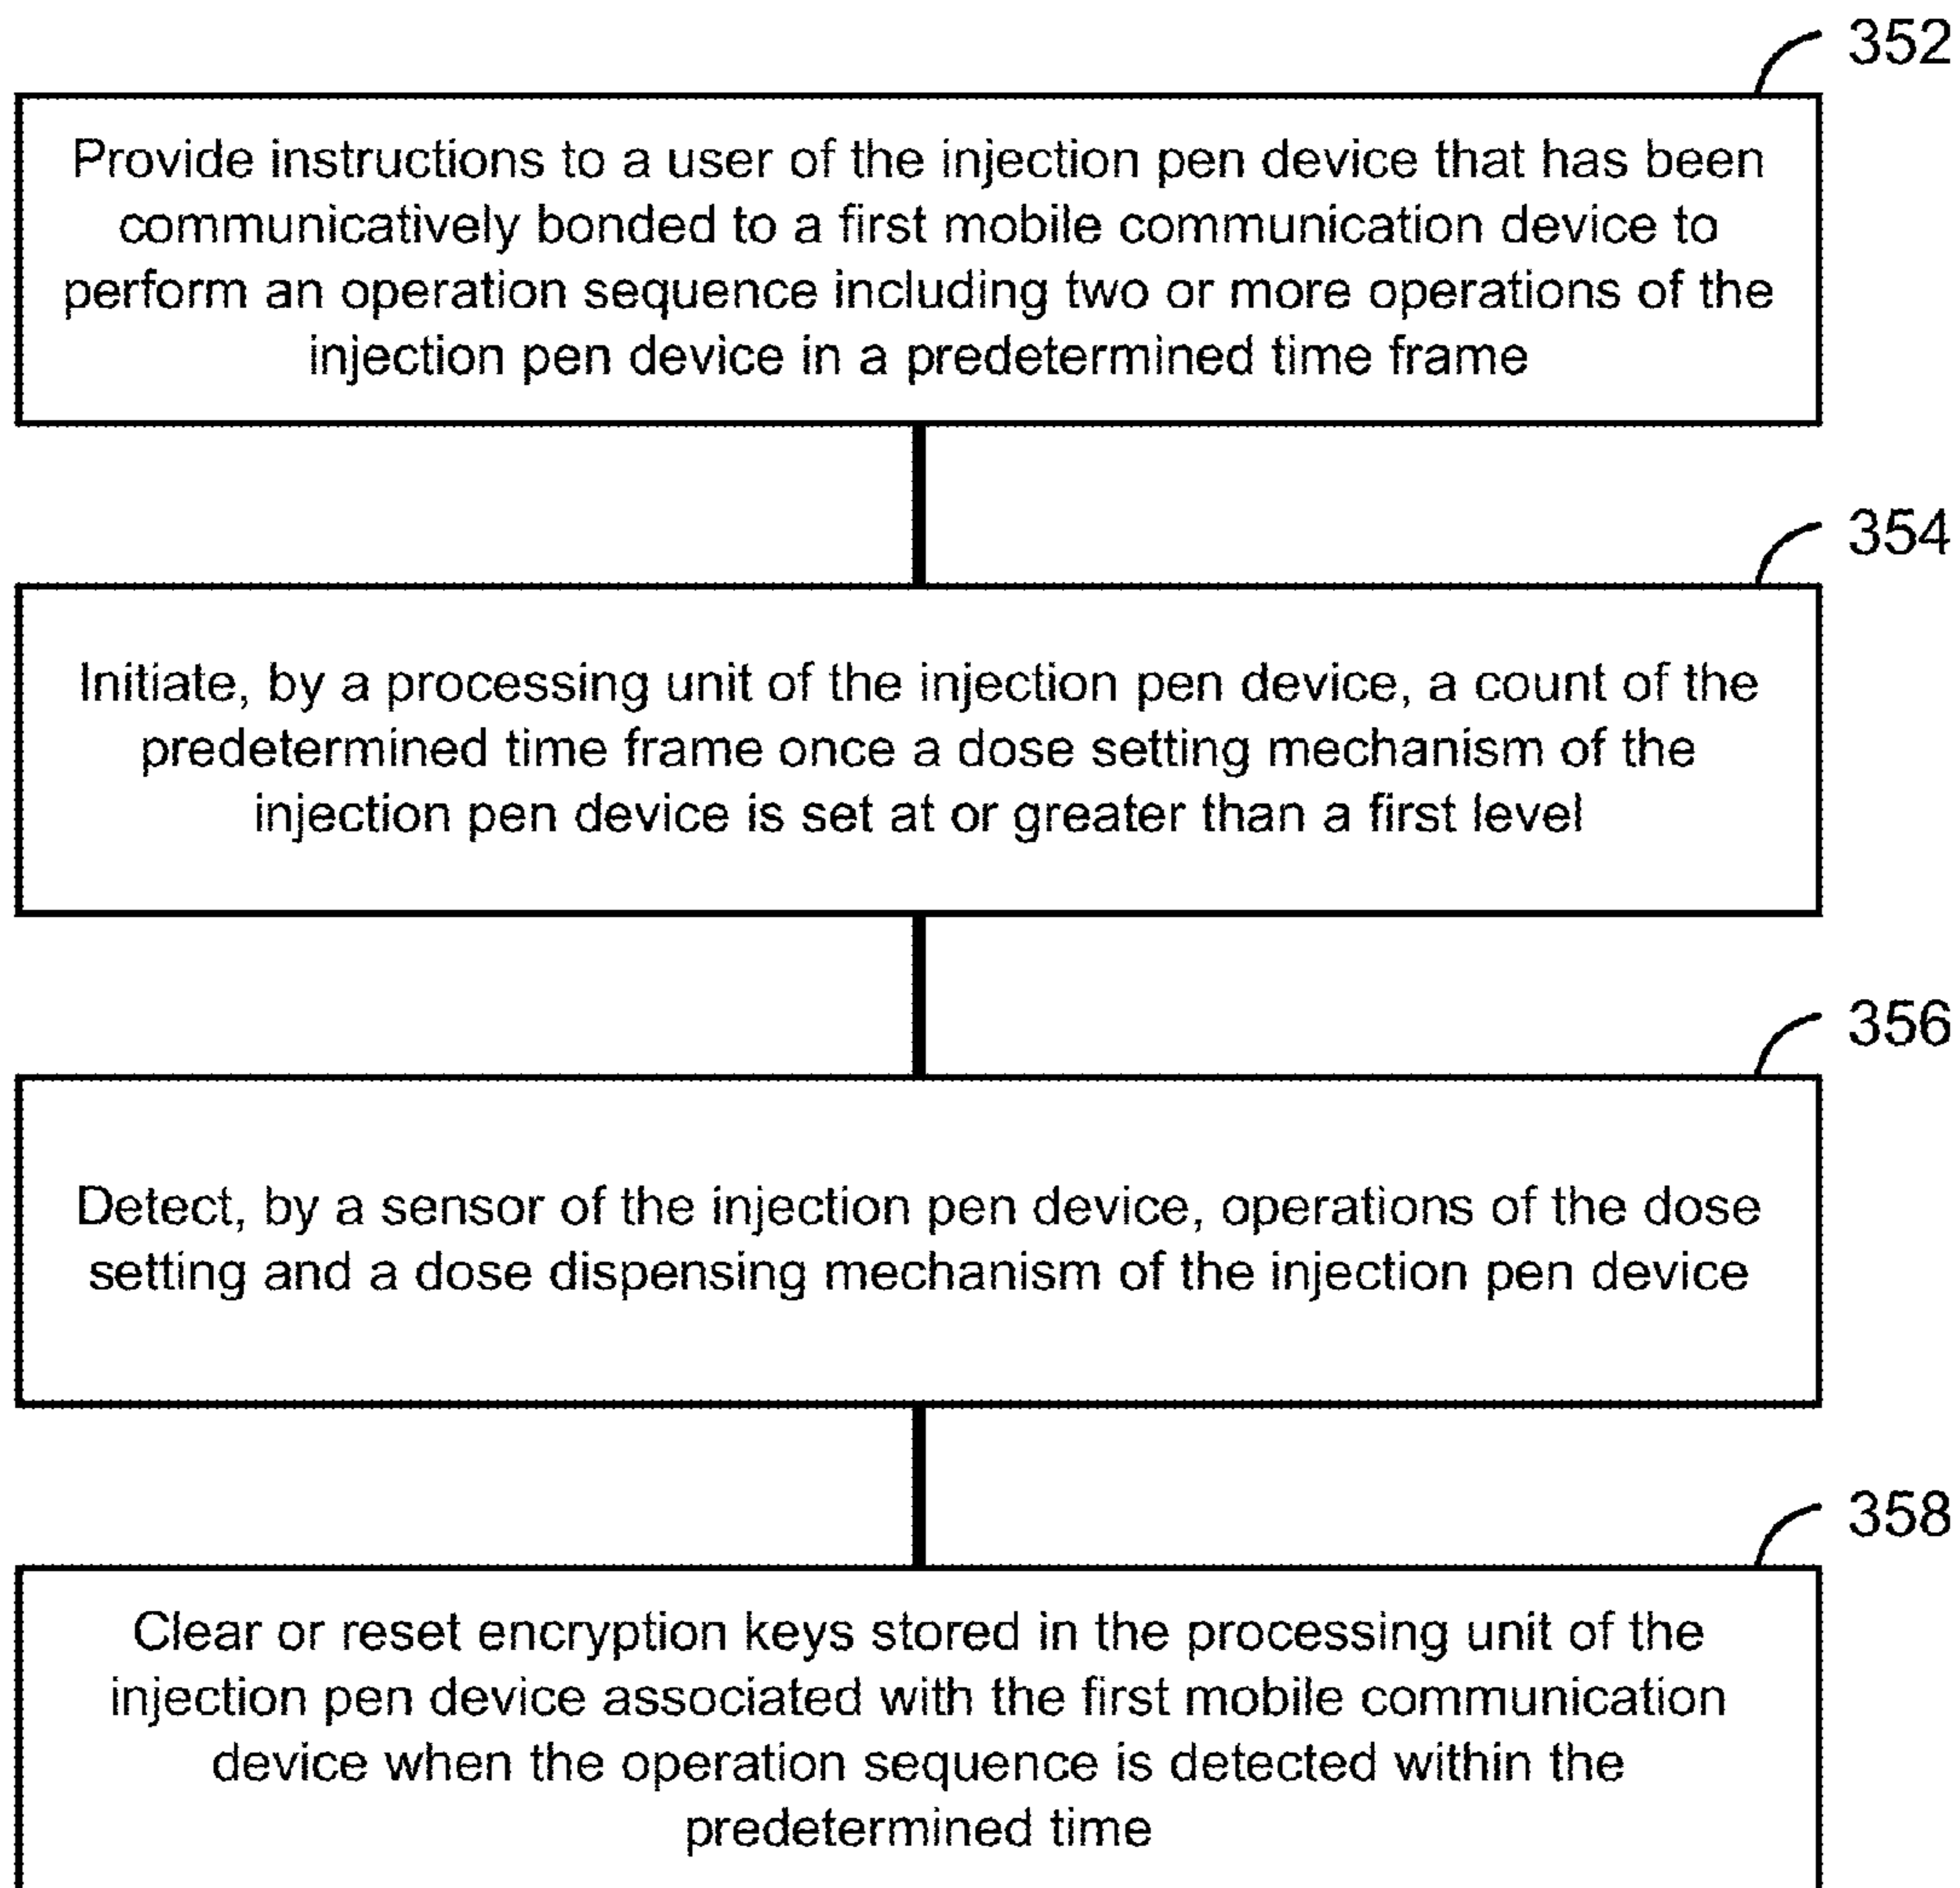 352
Provide instructions to a user of the injection pen device that has been
communicatively bonded to a first mobile communication device to
perform an operation sequence including two or more operations of the
injection pen device in a predetermined time frame
354
Initiate, by a processing unit of the injection pen device, a count of the
predetermined time frame once a dose setting mechanism of the
injection pen device is set at or greater than a first level
356
Detect, by a sensor of the injection pen device, operations of the dose
setting and a dose dispensing mechanism of the injection pen device
358
Clear or reset encryption keys stored in the processing unit of the
injection pen device associated with the first mobile communication
device when the operation sequence is detected within the
predetermined time